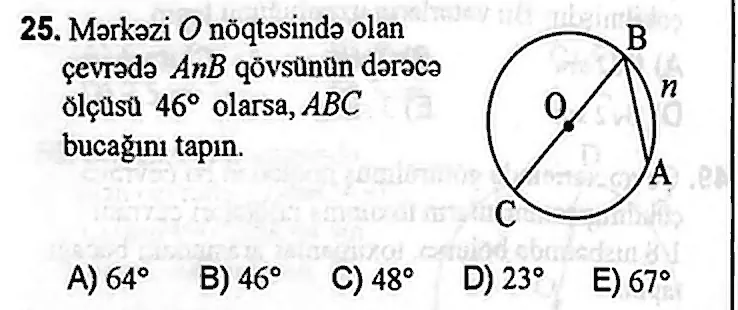 25. Mərkəzi O nöqtəsində olan
çevrədə AnB qövsünün dərəcə
ölçüsü 46° olarsa, ABC
bucağını tapın.
B
n
O
A
C
A) 64° B) 46° C) 48° D) 23° E) 67°